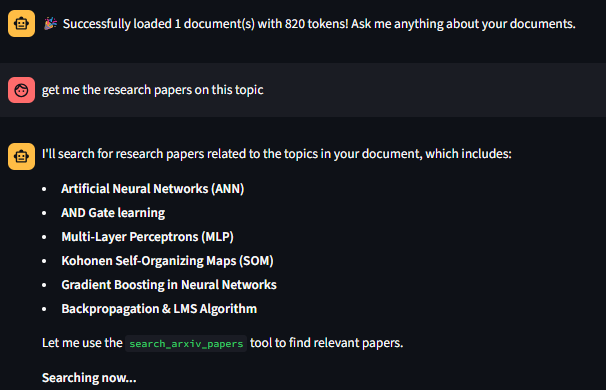 🎉 Successfully loaded 1 document(s) with 820 tokens! Ask me anything about your documents.
get me the research papers on this topic
I'll search for research papers related to the topics in your document, which includes:
• Artificial Neural Networks (ANN)
• AND Gate learning
• Multi-Layer Perceptrons (MLP)
• Kohonen Self-Organizing Maps (SOM)
• Gradient Boosting in Neural Networks
• Backpropagation & LMS Algorithm
Let me use the search_arxiv_papers tool to find relevant papers.
Searching now...